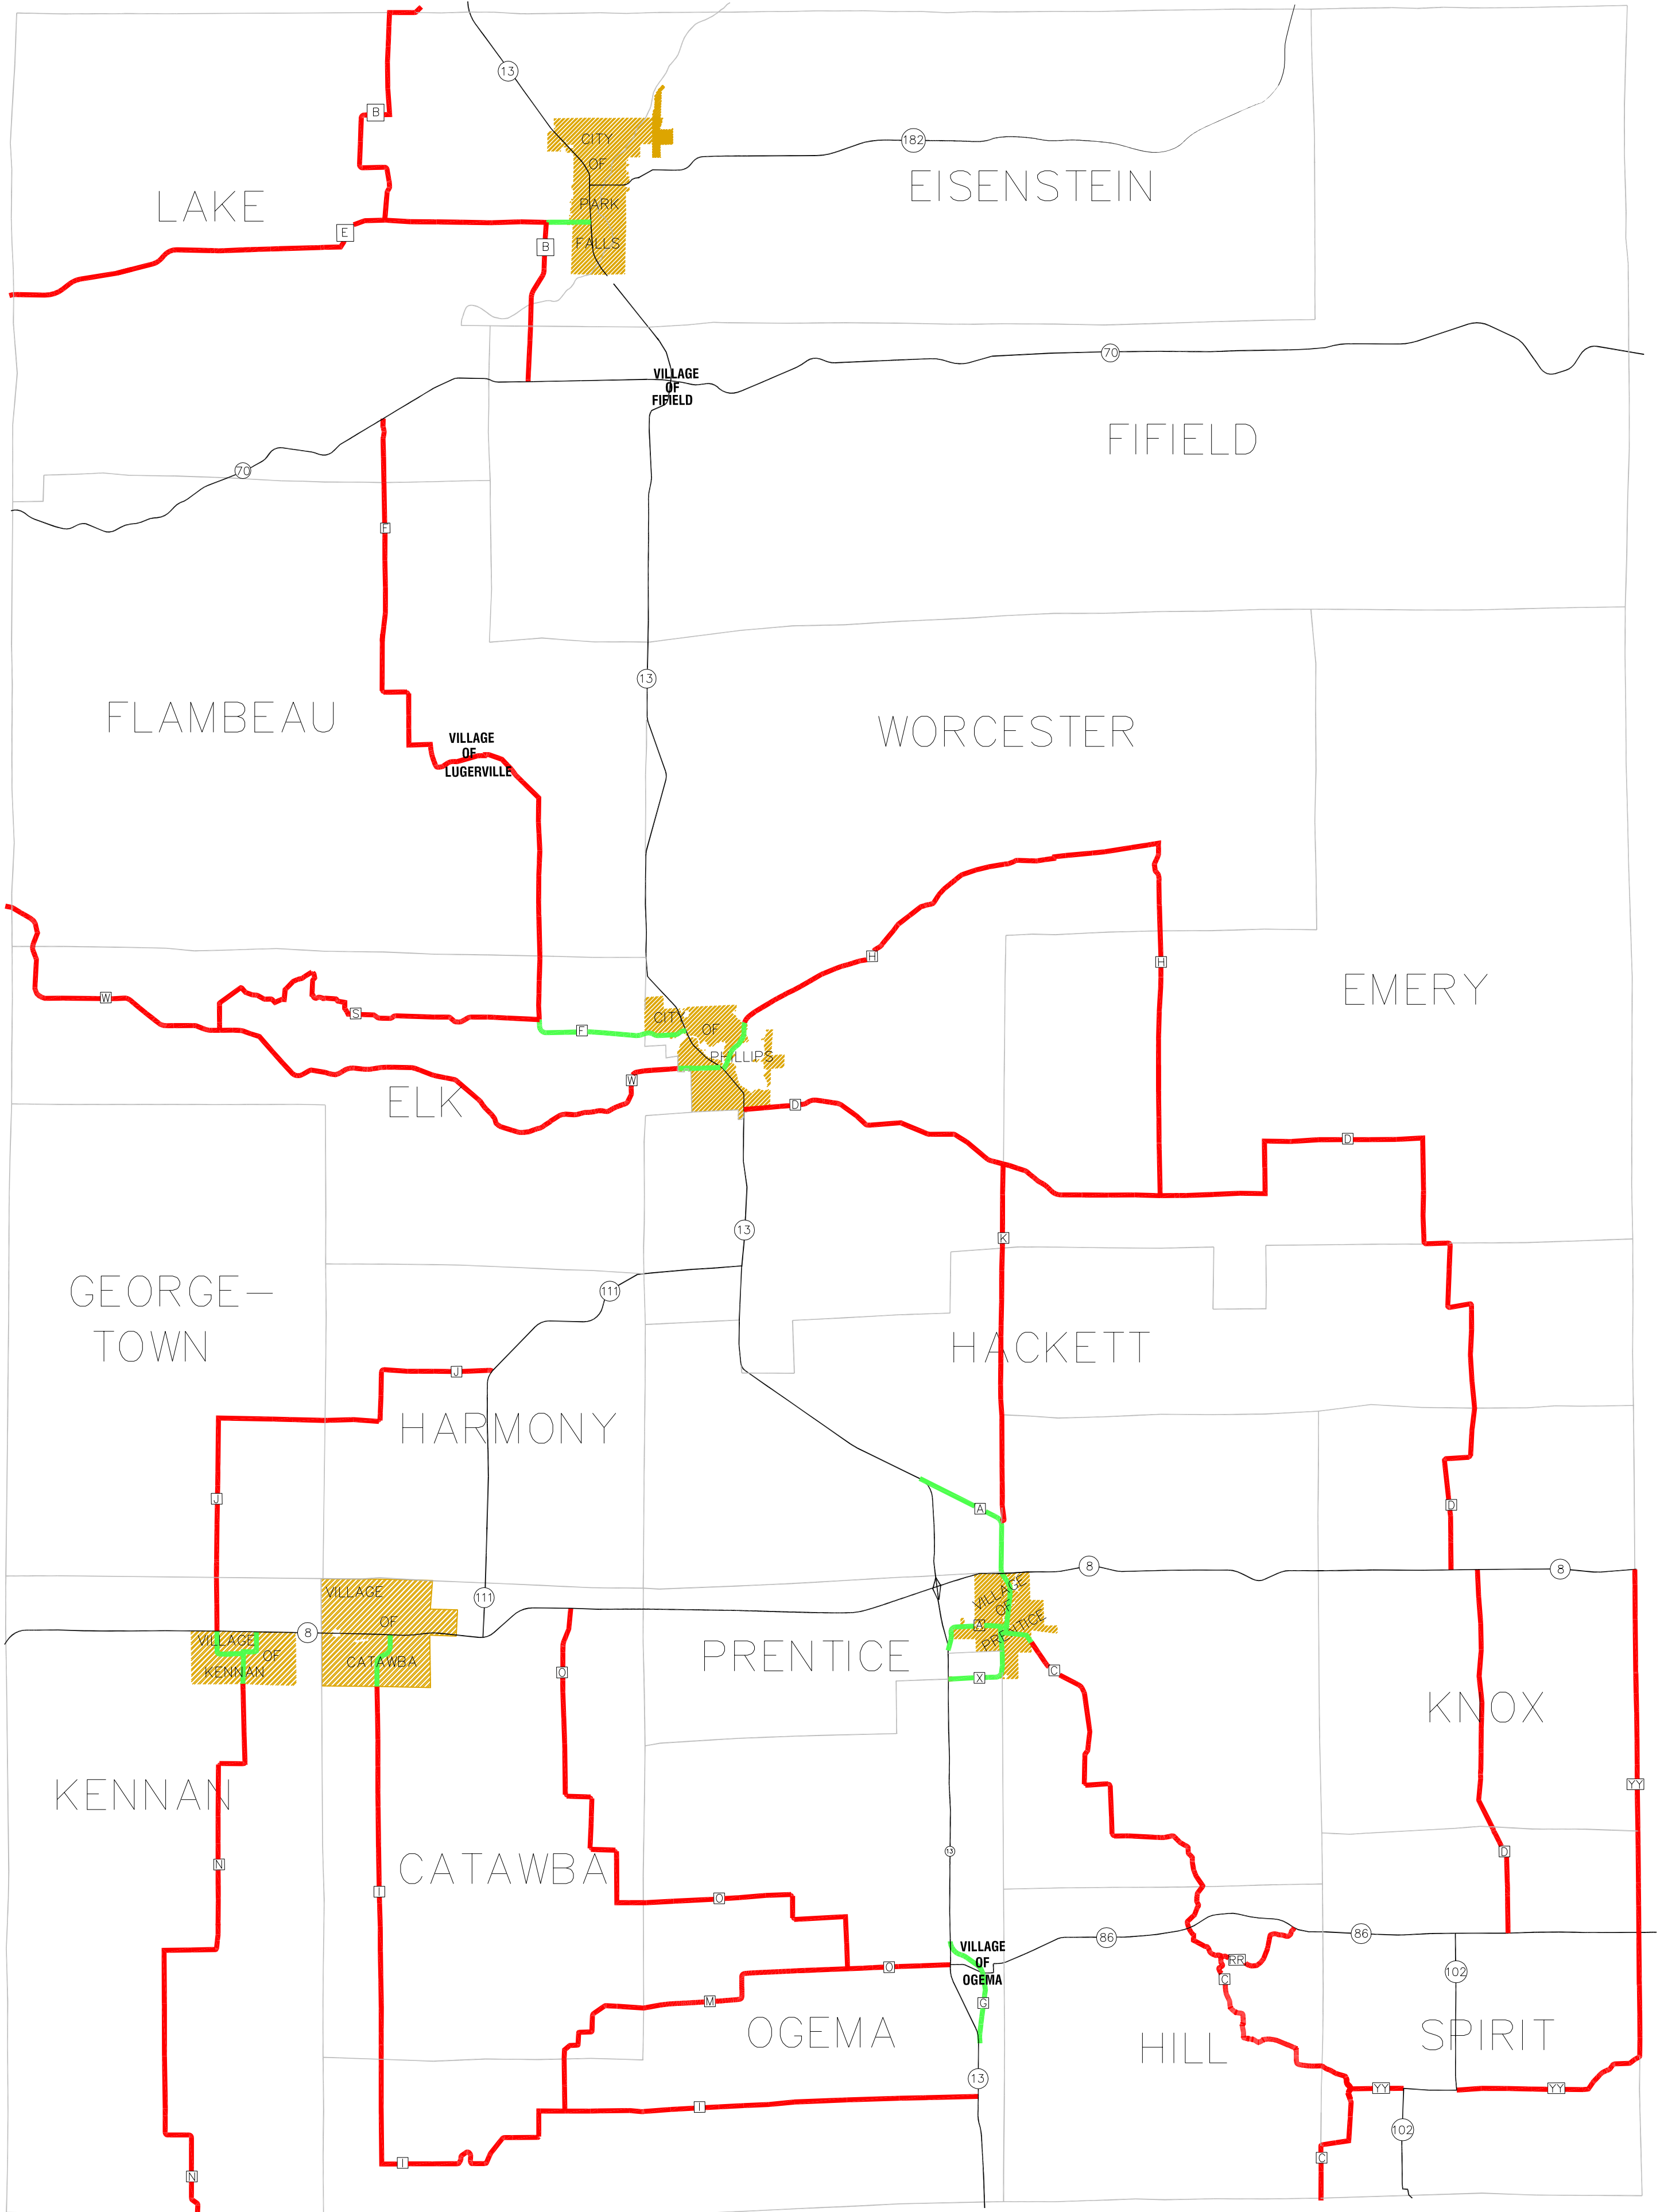 13
B
CITY
OF
PARK
FALLS
182
EISENSTEIN
LAKE
E
B
70
VILLAGE
OF
FIFIELD
FIFIELD
70
F
13
FLAMBEAU
WORCESTER
VILLAGE
OF
LUGERVILLE
H
H
EMERY
W
S
F
CITY
OF
PHILLIPS
W
ELK
D
D
13
K
GEORGE-
TOWN
111
HACKETT
J
HARMONY
J
A
D
8
8
VILLAGE
OF
CATAWBA
111
VILLAGE
OF
PRENTICE
A
8
VILLAGE
OF
KENNAN
PRENTICE
O
X
C
KNOX
YY
KENNAN
13
D
N
CATAWBA
I
O
86
86
VILLAGE
OF
OGEMA
O
RR
C
102
M
G
OGEMA
HILL
SPIRIT
13
YY
YY
I
102
I
C
N